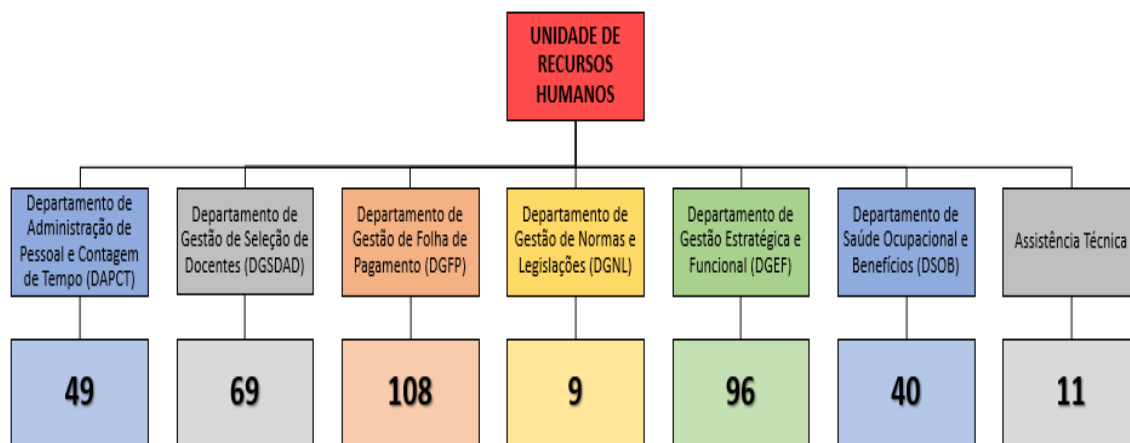 UNIDADE DE
RECURSOS
HUMANOS
Departamento de
Administração de
Pessoal e Contagem
de Tempo (DAPCT)
Departamento de
Gestão de Seleção de
Docentes (DGSDAD)
Departamento de
Gestão de Folha de
Pagamento (DGFP)
Departamento de
Gestão de Normas e
Legislações (DGNL)
Departamento de
Gestão Estratégica e
Funcional (DGEF)
Departamento de
Saúde Ocupacional e
Benefícios (DSOB)
Assistência Técnica
49
69
108
9
96
40
11